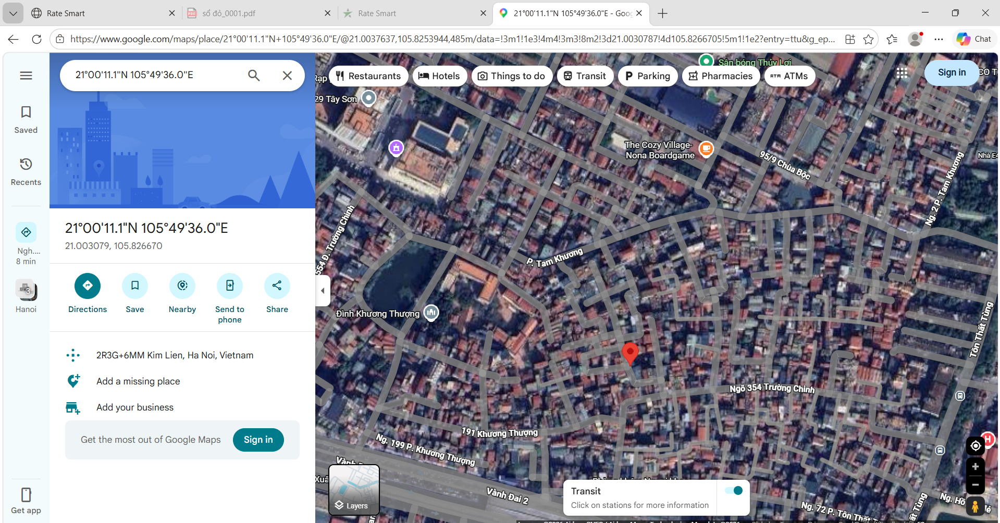 Rate Smart
sổ đỏ_0001.pdf
Rate Smart
21°00'11.1"N 105°49'36.0"E - Goog
https://www.google.com/maps/place/21°00'11.1"N+105°49'36.0"E/@21.0037637,105.8253944,485m/data=!3m1!1e3!4m4!3m3!8m2!3d21.0030787!4d105.8266705!5m1!1e2?entry=ttu&g_ep...
Chat
21°00'11.1"N 105°49'36.0"E
Saved
Recents
Ngh....
8 min
3
Hanoi
Get app
21°00'11.1"N 105°49'36.0"E
21.003079, 105.826670
Directions
Save
Nearby
Send to
phone
Share
2R3G+6MM Kim Lien, Ha Noi, Vietnam
Add a missing place
Add your business
Get the most out of Google Maps
Sign in
Restaurants
Hotels
Things to do
Transit
Parking
Pharmacies
ATM ATMs
Sign in
Sân bóng Thủy Lợi
29 Tây Sơn
The Cozy Village-
Nona Boardgame
95/9 Chùa Bộc
Nhà E4
Ng. 2 P. Tam Khương
554 Đ. Trường Chinh
P. Tam Khương
Đình Khương Thượng
Tôn Thất Tùng
Ngõ 354 Trường Chinh
191 Khương Thượng
Ng. 199 P. Khương Thượng
H
Xuâ
Vành Đai 2
Ng. 72 P. Tôn Thất
Layers
Transit
Click on stations for more information